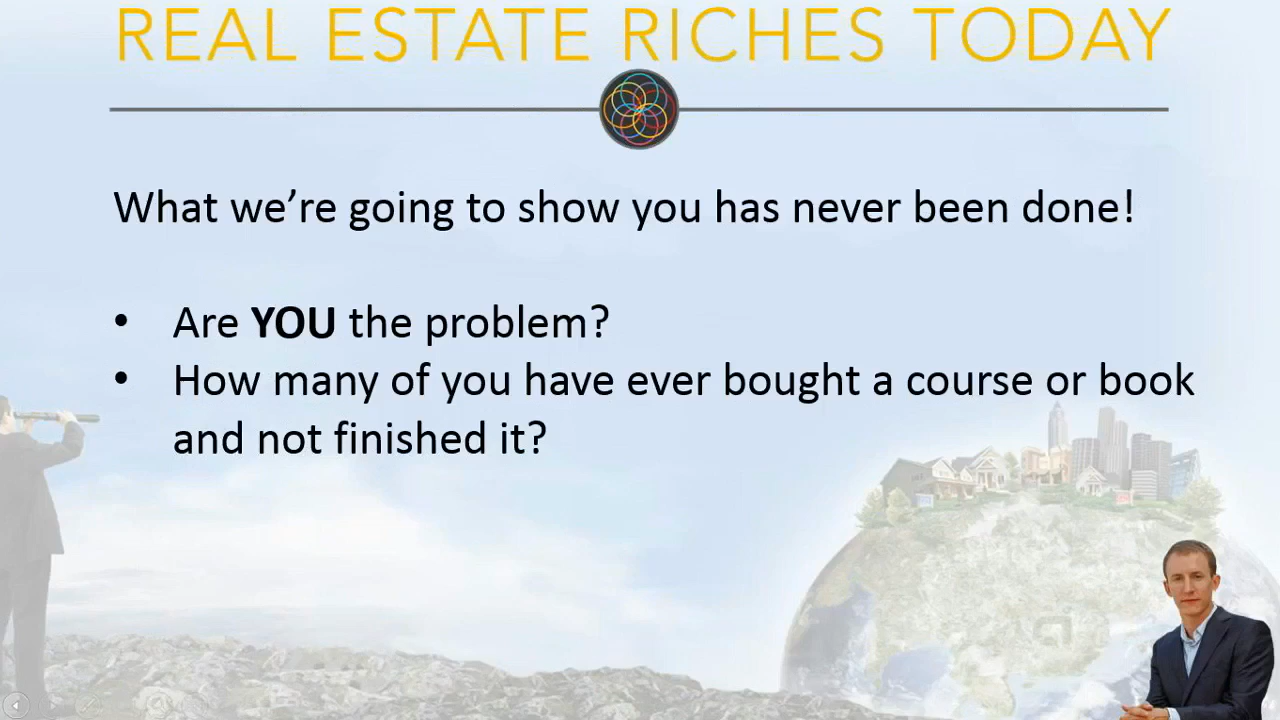 REAL ESTATE RICHES TODAY
What we’re going to show you has never been done!
• Are YOU the problem?
• How many of you have ever bought a course or book
and not finished it?